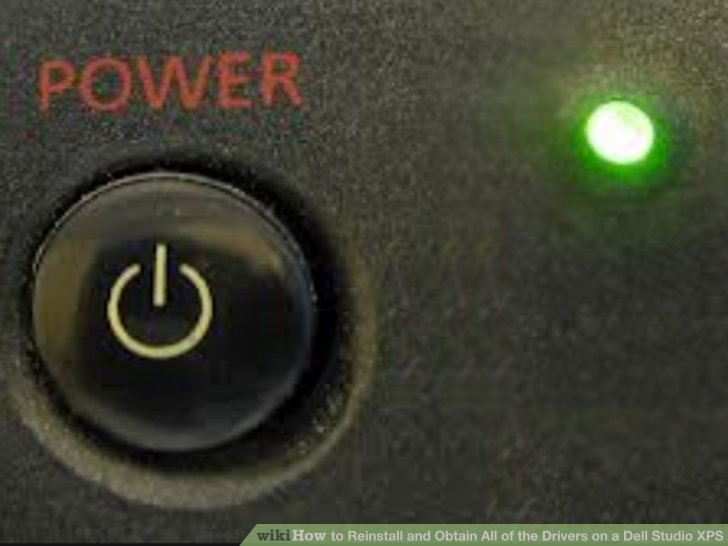 POWER
wikiHow to Reinstall and Obtain All of the Drivers on a Dell Studio XPS